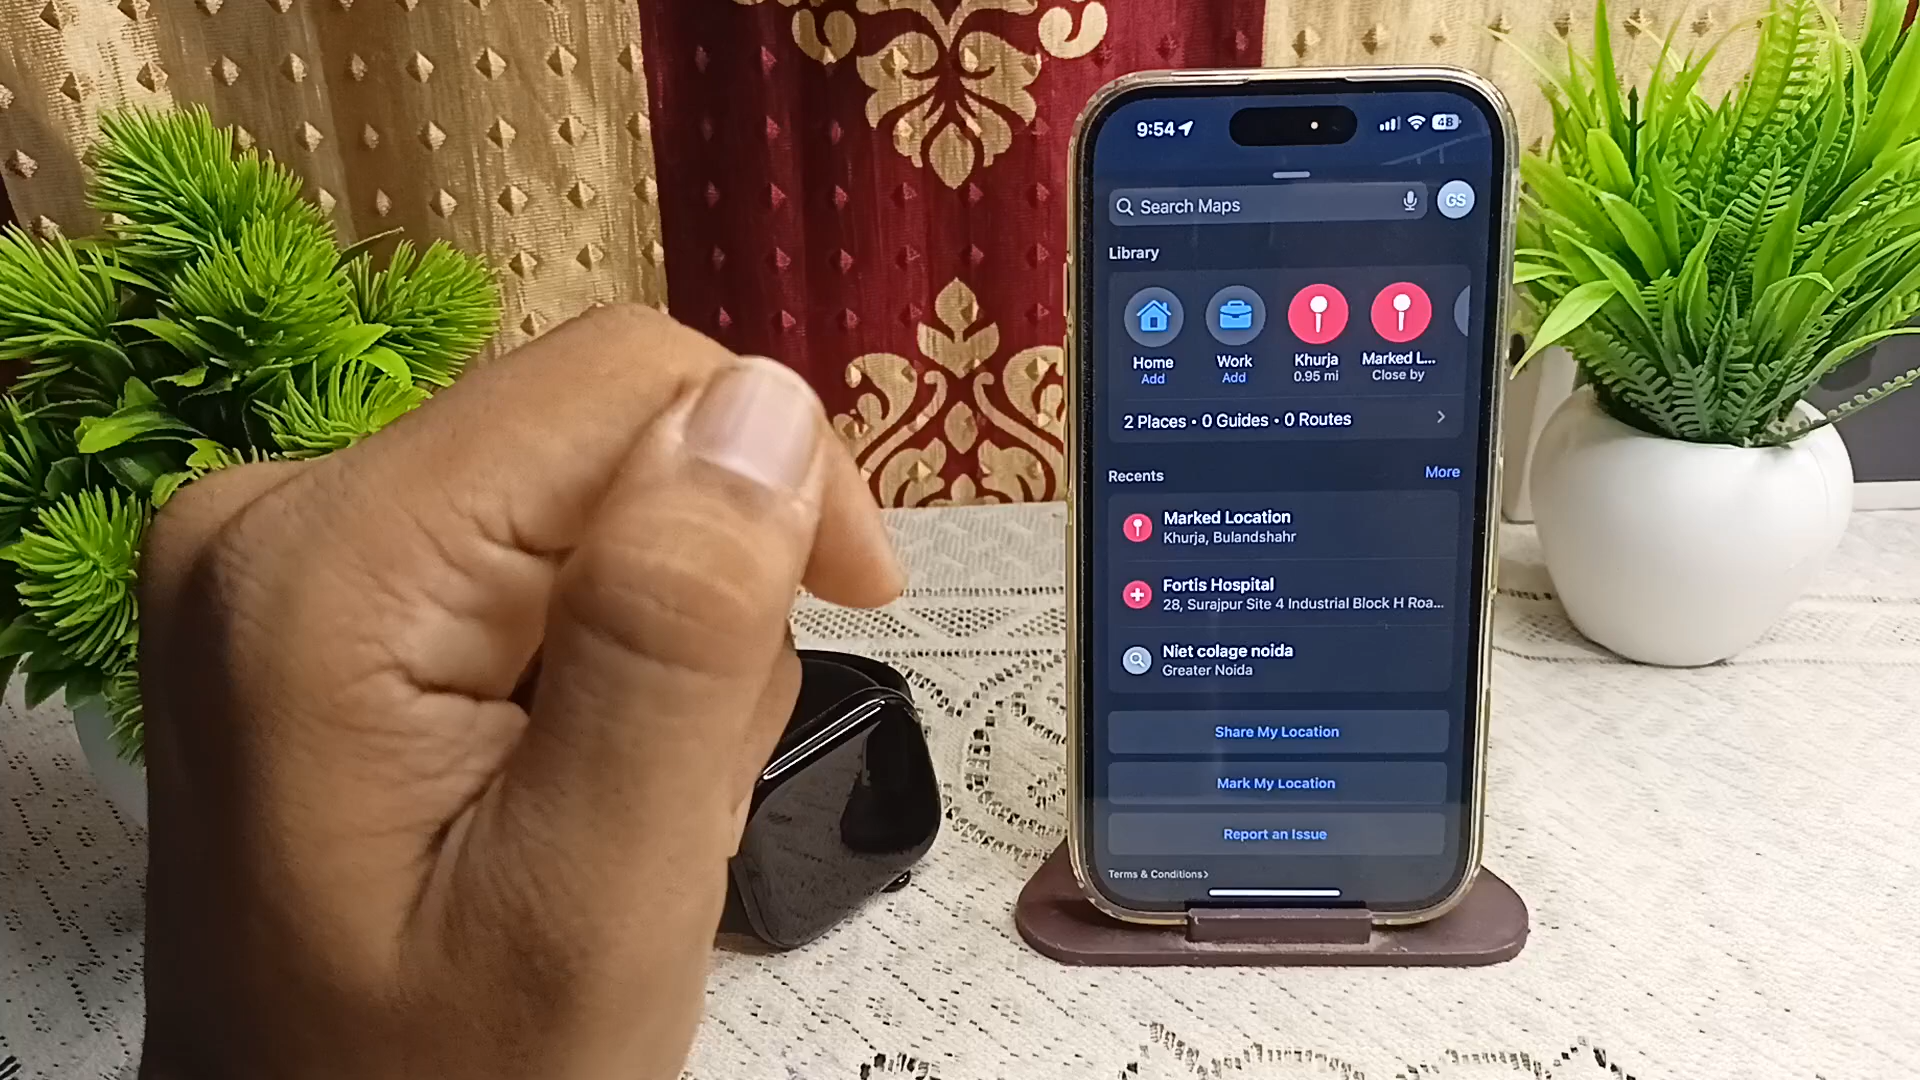 9:54
48
Search Maps
GS
Library
Home
Add
Work
Add
Khurja
0.95 mi
Marked L...
Close by
2 Places • 0 Guides • 0 Routes
Recents
More
Marked Location
Khurja, Bulandshahr
Fortis Hospital
28, Surajpur Site 4 Industrial Block H Roa...
Niet colage noida
Greater Noida
Share My Location
Mark My Location
Report an Issue
Terms & Conditions›